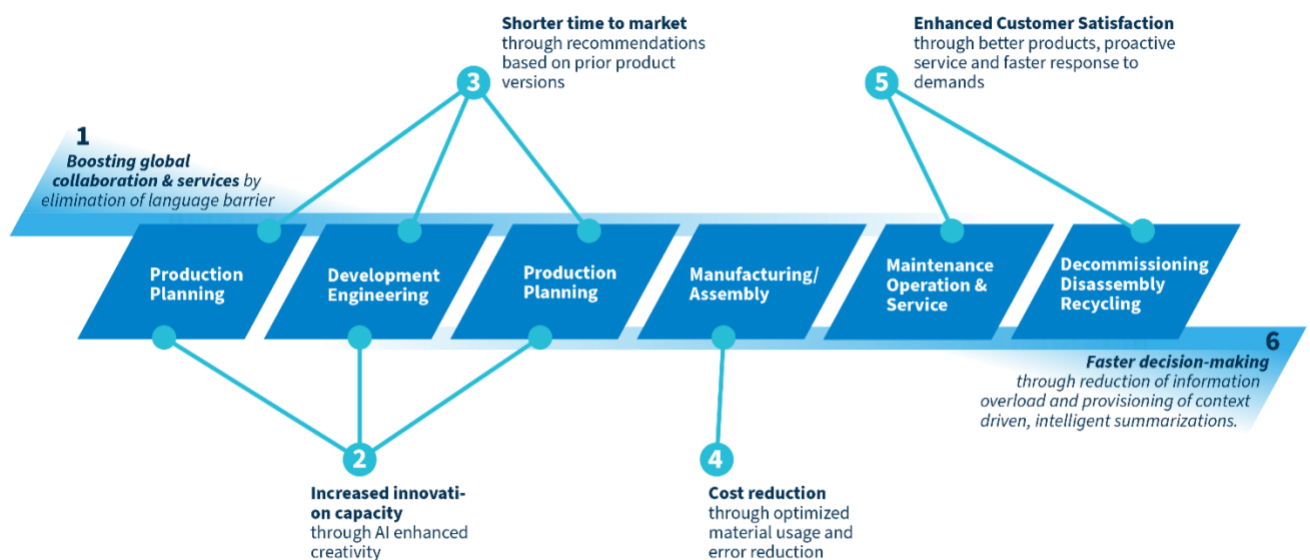 3
Shorter time to market
through recommendations
based on prior product
versions
5
Enhanced Customer Satisfaction
through better products, proactive
service and faster response to
demands
1
Boosting global
collaboration & services by
elimination of language barrier
Production
Planning
Development
Engineering
Production
Planning
Manufacturing/
Assembly
Maintenance
Operation &
Service
Decommissioning
Disassembly
Recycling
6
Faster decision-making
through reduction of information
overload and provisioning of context
driven, intelligent summarizations.
2
Increased innovati-
on capacity
through AI enhanced
creativity
4
Cost reduction
through optimized
material usage and
error reduction